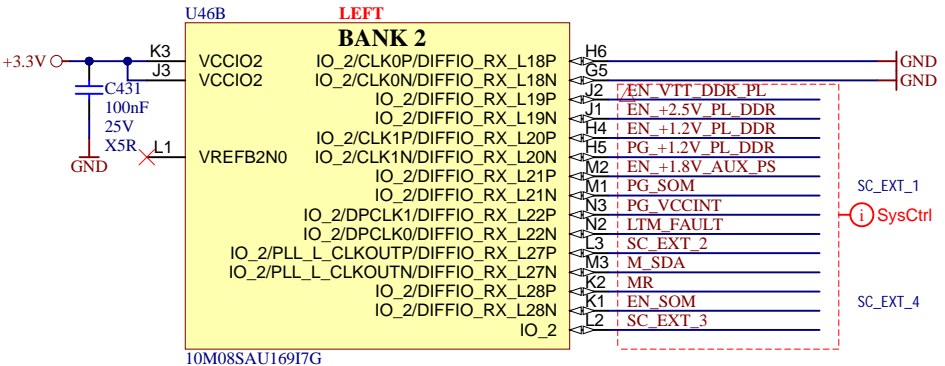 U46B LEFT
BANK 2
+3.3V K3 VCCIO2 IO_2/CLK0P/DIFFIO_RX_L18P H6 GND
J3 VCCIO2 IO_2/CLK0N/DIFFIO_RX_L18N G5 GND
C431 IO_2/DIFFIO_RX_L19P J2 EN_VTT_DDR_PL
100nF IO_2/DIFFIO_RX_L19N J1 EN_+2.5V_PL_DDR
25V IO_2/CLK1P/DIFFIO_RX_L20P H4 EN_+1.2V_PL_DDR
X5R L1 VREFB2N0 IO_2/CLK1N/DIFFIO_RX_L20N H5 PG_+1.2V_PL_DDR
GND IO_2/DIFFIO_RX_L21P M2 EN_+1.8V_AUX_PS
IO_2/DIFFIO_RX_L21N M1 PG_SOM SC_EXT_1
IO_2/DPCLK1/DIFFIO_RX_L22P N3 PG_VCCINT i SysCtrl
IO_2/DPCLK0/DIFFIO_RX_L22N N2 LTM_FAULT
IO_2/PLL_L_CLKOUTP/DIFFIO_RX_L27P L3 SC_EXT_2
IO_2/PLL_L_CLKOUTN/DIFFIO_RX_L27N M3 M_SDA
IO_2/DIFFIO_RX_L28P K2 MR
IO_2/DIFFIO_RX_L28N K1 EN_SOM SC_EXT_4
IO_2 L2 SC_EXT_3
10M08SAU169I7G